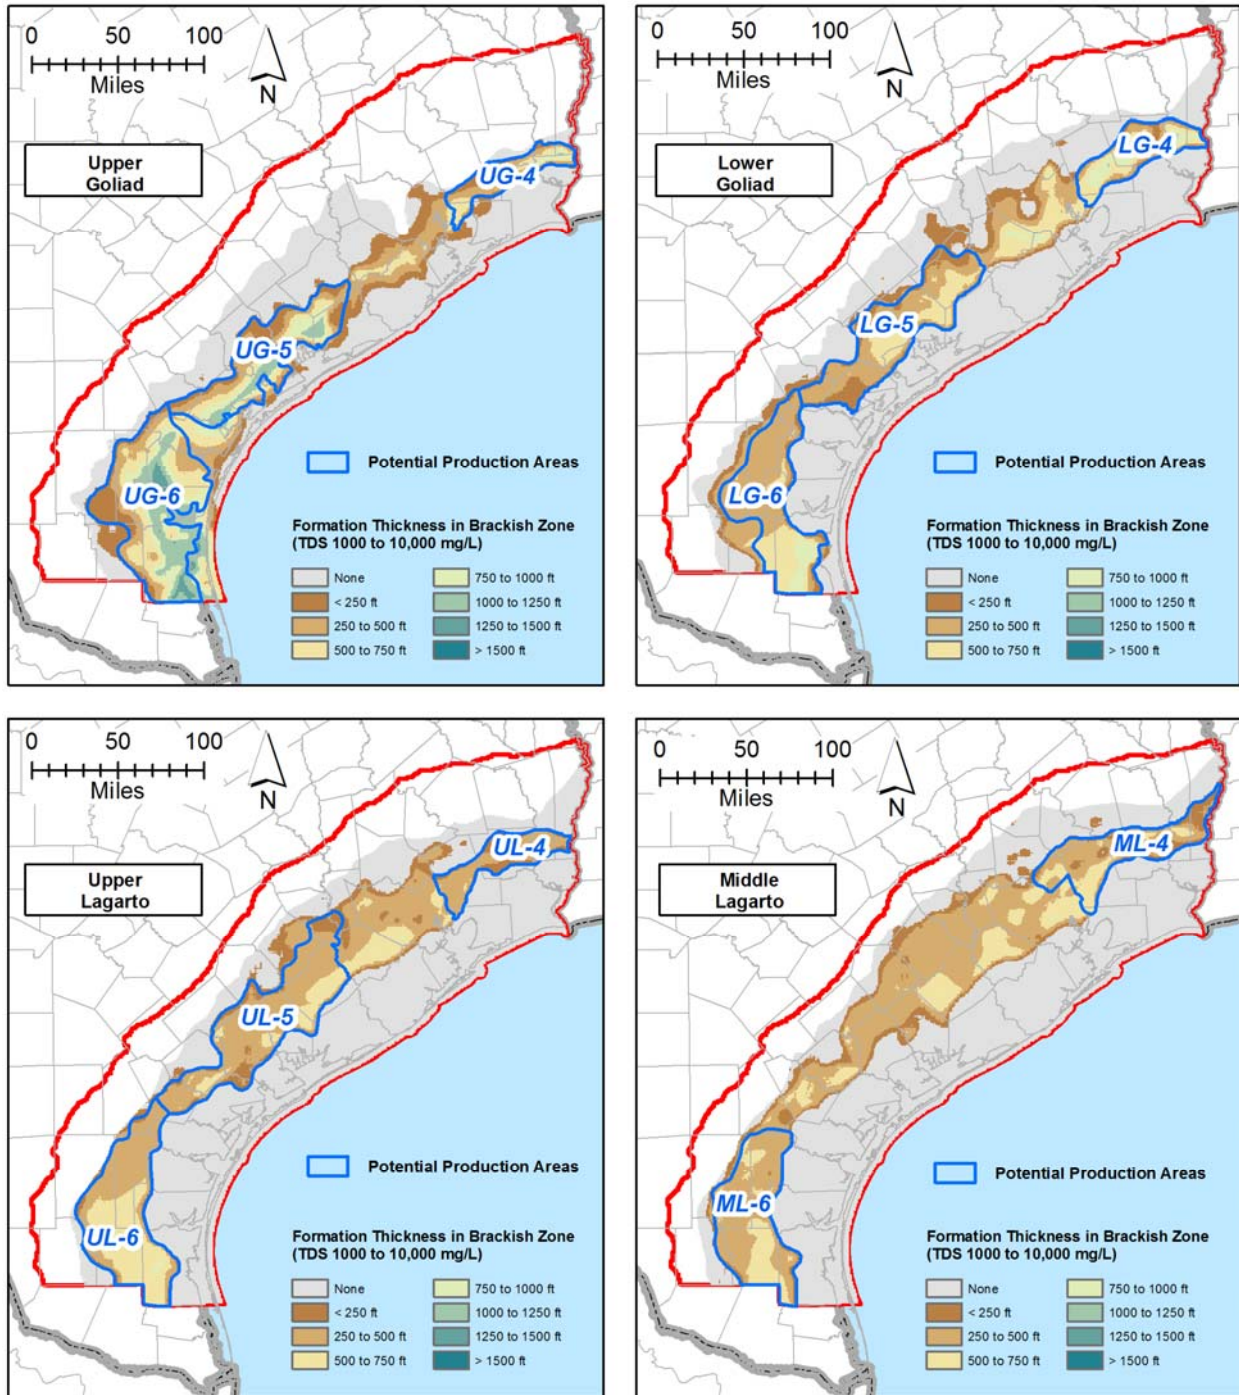 0 50 100
Miles
N
Upper
Goliad
UG-4
UG-5
UG-6
Potential Production Areas
Formation Thickness in Brackish Zone
(TDS 1000 to 10,000 mg/L)
None
< 250 ft
250 to 500 ft
500 to 750 ft
750 to 1000 ft
1000 to 1250 ft
1250 to 1500 ft
> 1500 ft
0 50 100
Miles
N
Lower
Goliad
LG-4
LG-5
LG-6
Potential Production Areas
Formation Thickness in Brackish Zone
(TDS 1000 to 10,000 mg/L)
None
< 250 ft
250 to 500 ft
500 to 750 ft
750 to 1000 ft
1000 to 1250 ft
1250 to 1500 ft
> 1500 ft
0 50 100
Miles
N
Upper
Lagarto
UL-4
UL-5
UL-6
Potential Production Areas
Formation Thickness in Brackish Zone
(TDS 1000 to 10,000 mg/L)
None
< 250 ft
250 to 500 ft
500 to 750 ft
750 to 1000 ft
1000 to 1250 ft
1250 to 1500 ft
> 1500 ft
0 50 100
Miles
N
Middle
Lagarto
ML-4
ML-6
Potential Production Areas
Formation Thickness in Brackish Zone
(TDS 1000 to 10,000 mg/L)
None
< 250 ft
250 to 500 ft
500 to 750 ft
750 to 1000 ft
1000 to 1250 ft
1250 to 1500 ft
> 1500 ft